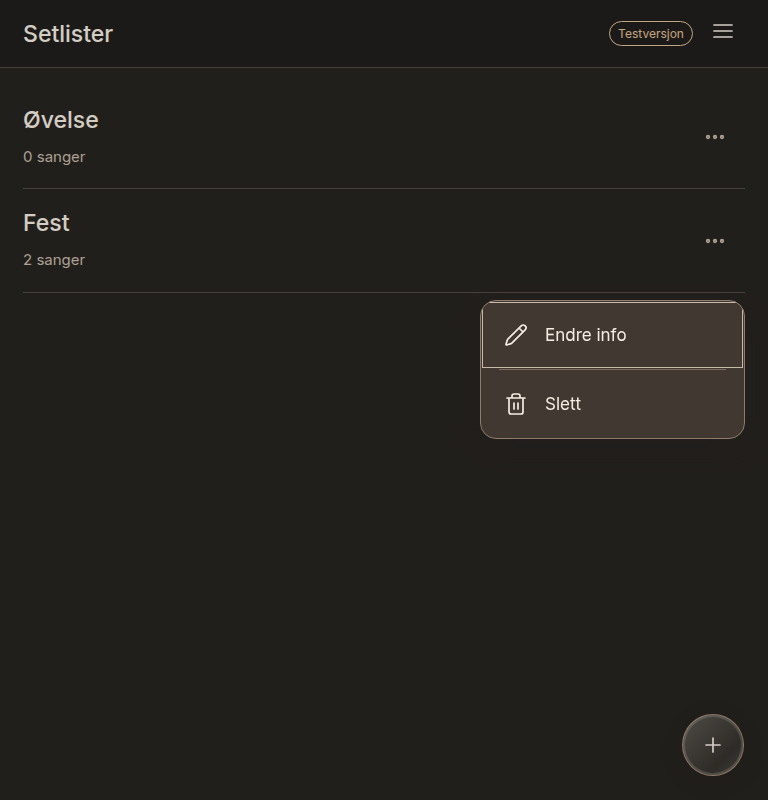 Setlister
Testversjon
Øvelse
0 sanger
Fest
2 sanger
Endre info
Slett